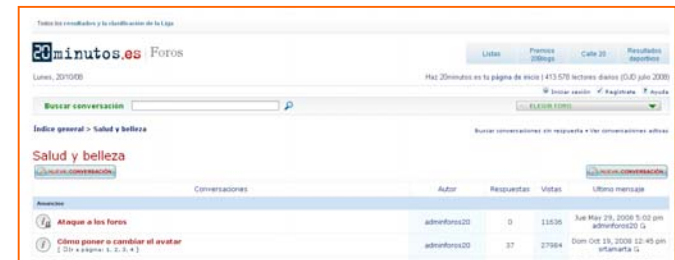 Todos los resultados y la clasificación de la Liga
20minutos.es Foros
Listas
Premios 20Blogs
Calle 20
Resultados deportivos
Lunes, 20/10/08
Haz 20minutos.es tu página de inicio | 413.578 lectores diarios (OJD julio 2008)
Iniciar sesión Regístrate Ayuda
Buscar conversación
ELEGIR FORO
Índice general > Salud y belleza
Buscar conversaciones sin respuesta • Ver conversaciones activas
Salud y belleza
NUEVA CONVERSACIÓN
NUEVA CONVERSACIÓN
Conversaciones Autor Respuestas Vistas Último mensaje
Anuncios
Ataque a los foros adminforos20 0 11636 Jue May 29, 2008 5:02 pm
adminforos20
Cómo poner o cambiar el avatar adminforos20 37 27984 Dom Oct 19, 2008 12:45 pm
[ Ir a página: 1, 2, 3, 4 ] srtamarta